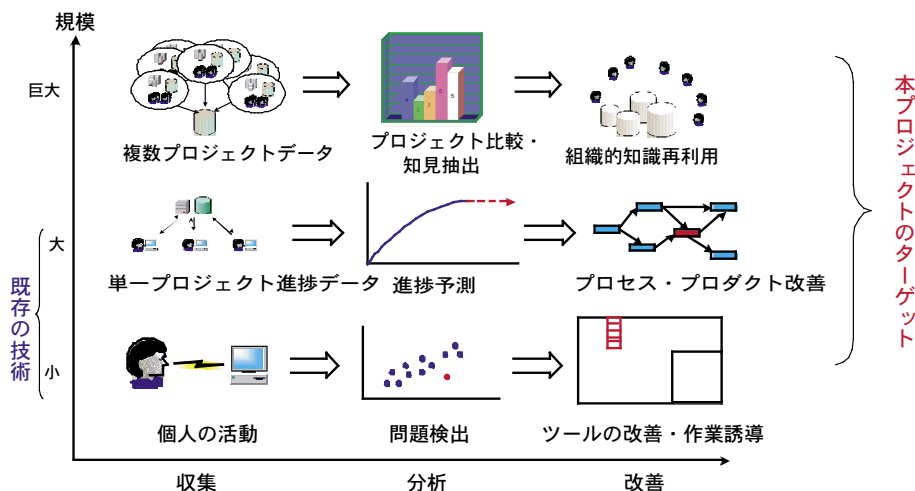 規模
巨大
複数プロジェクトデータ
4
2
3
6
5
プロジェクト比較・
知見抽出
組織的知識再利用
大
単一プロジェクト進捗データ
進捗予測
プロセス・プロダクト改善
小
個人の活動
問題検出
ツールの改善・作業誘導
収集
分析
改善
既存の技術
本プロジェクトのターゲット